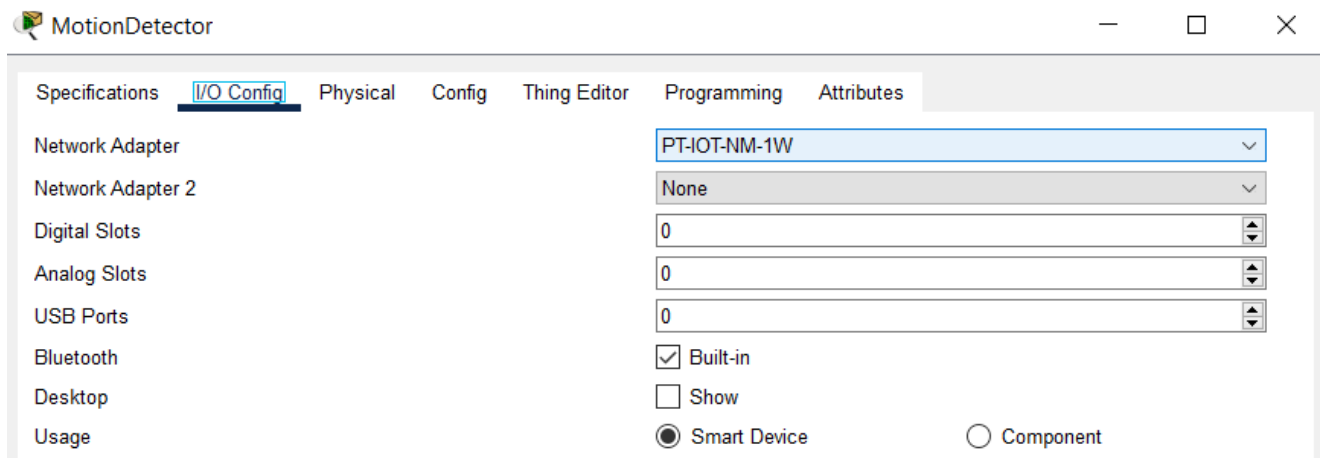 MotionDetector
Specifications I/O Config Physical Config Thing Editor Programming Attributes
Network Adapter PT-IOT-NM-1W
Network Adapter 2 None
Digital Slots 0
Analog Slots 0
USB Ports 0
Bluetooth Built-in
Desktop Show
Usage Smart Device Component